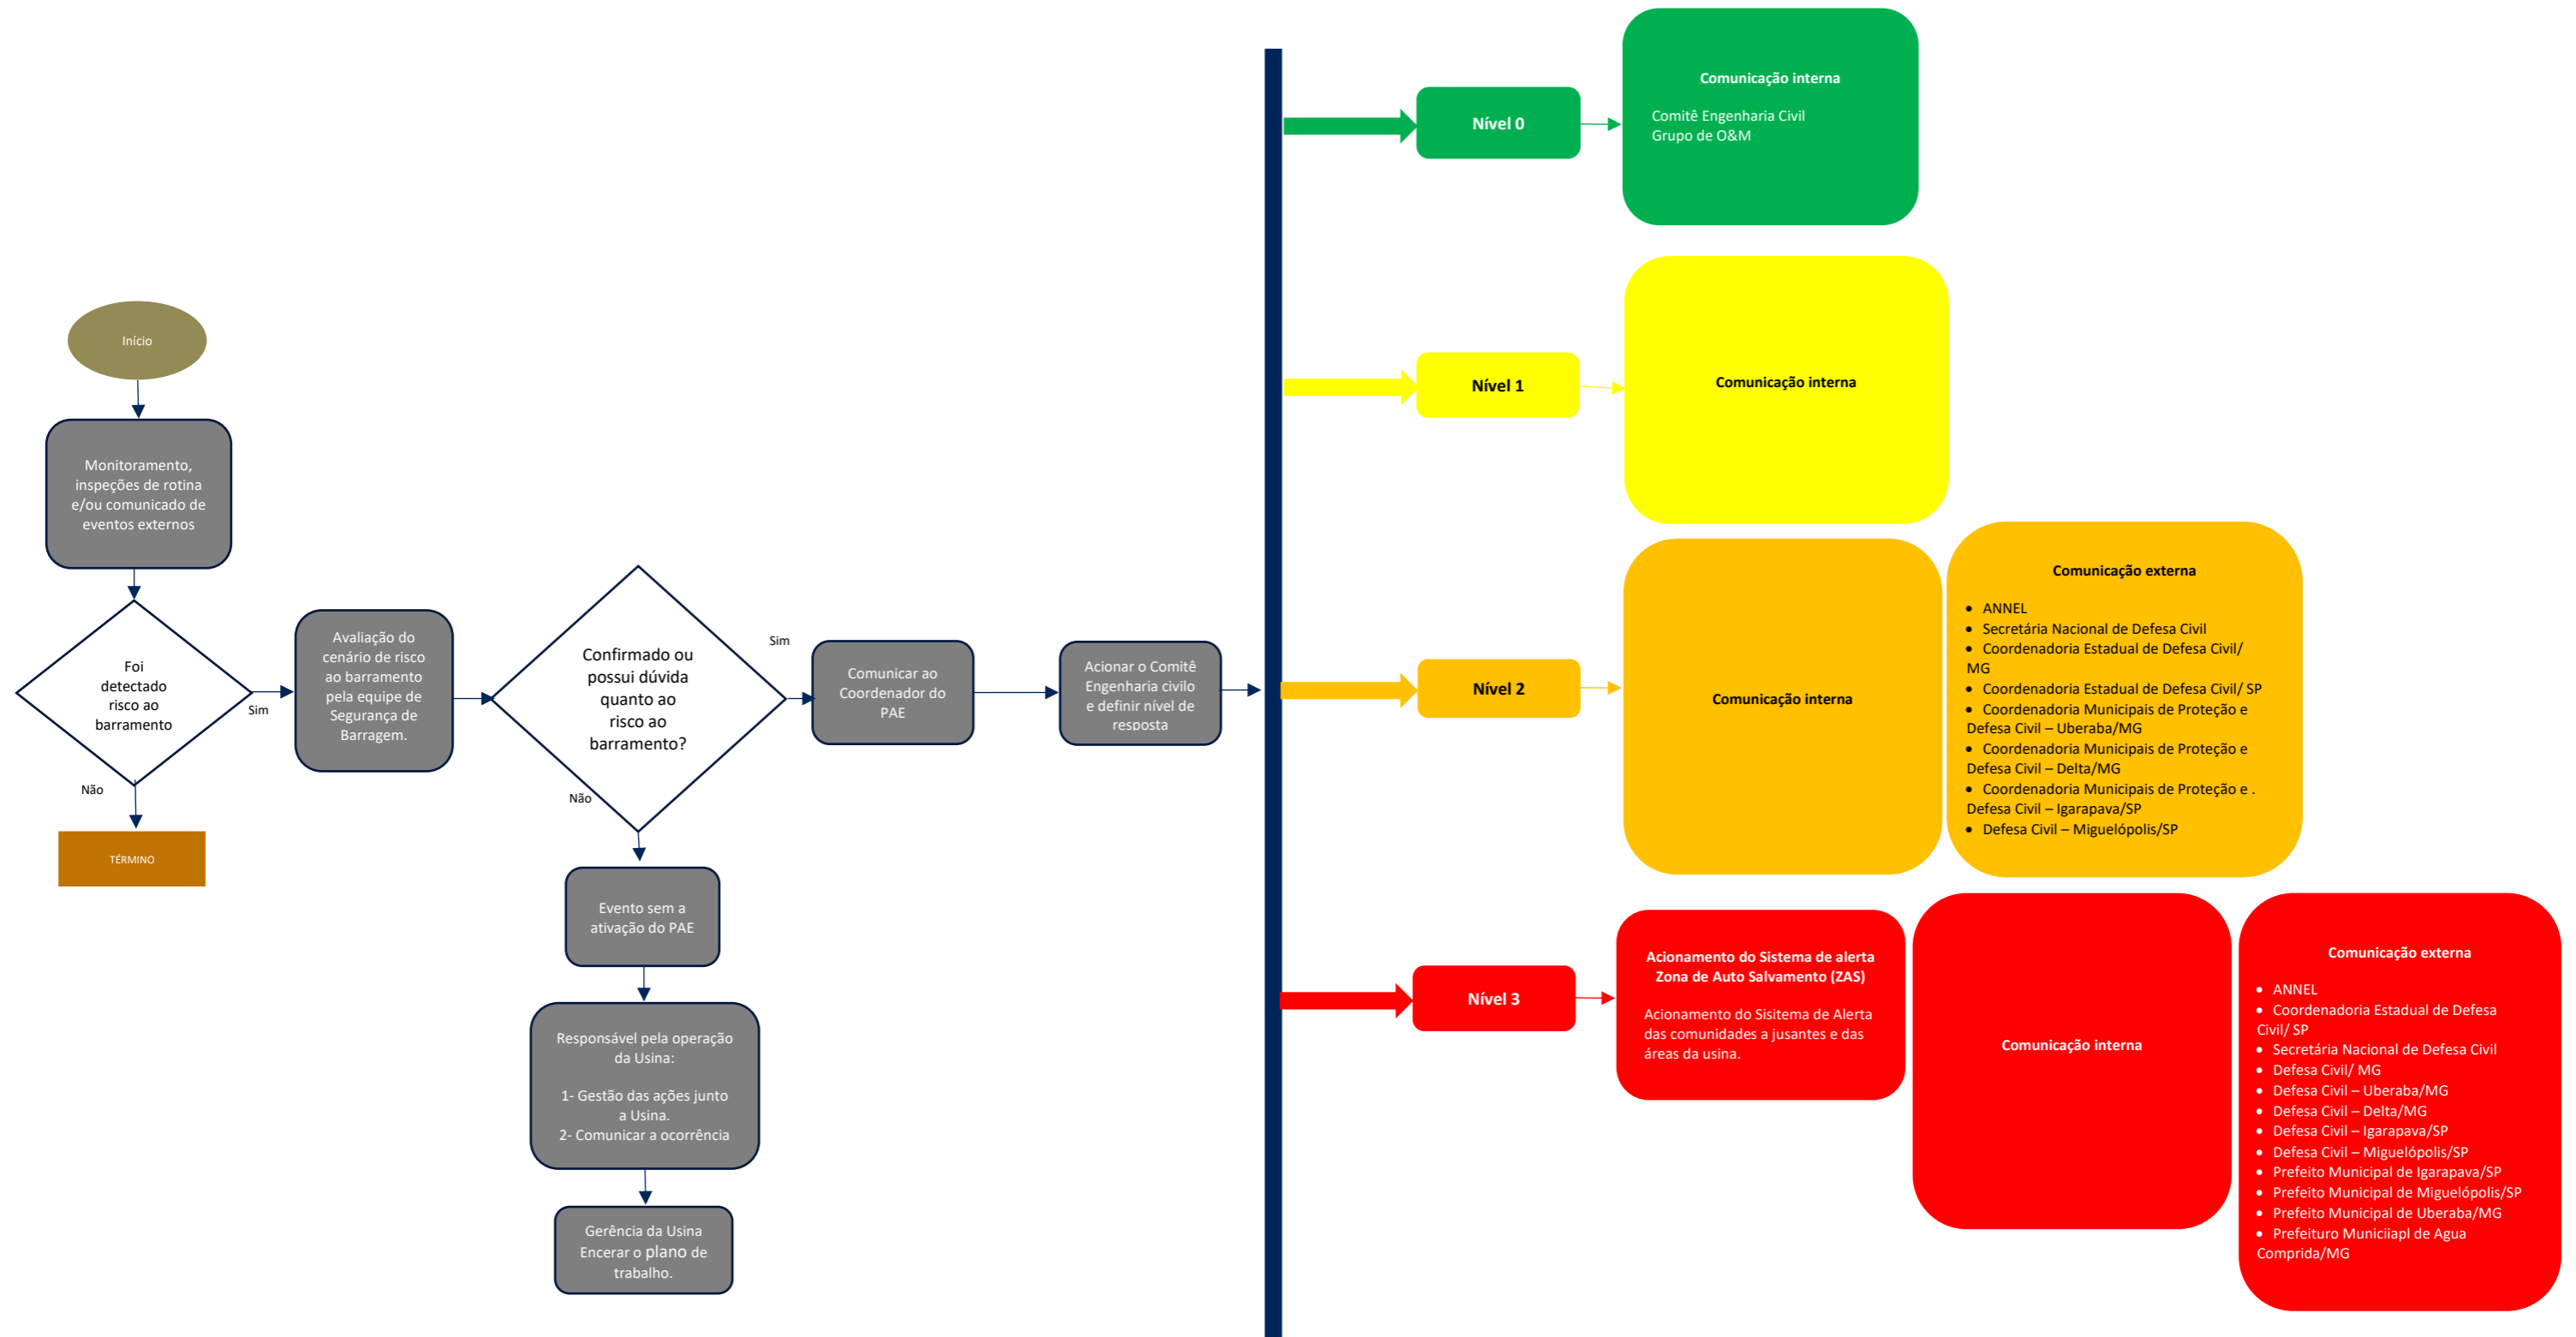 Início
Monitoramento,
inspeções de rotina
e/ou comunicado de
eventos externos
Foi
detectado
risco ao
barramento
Sim
Não
TÉRMINO
Avaliação do
cenário de risco
ao barramento
pela equipe de
Segurança de
Barragem.
Confirmado ou
possui dúvida
quanto ao
risco ao
barramento?
Sim
Não
Evento sem a
ativação do PAE
Responsável pela operação
da Usina:
1- Gestão das ações junto
a Usina.
2- Comunicar a ocorrência
Gerência da Usina
Encerar o plano de
trabalho.
Comunicar ao
Coordenador do
PAE
Acionar o Comitê
Engenharia civilo
e definir nível de
resposta
Nível 0
Comunicação interna
Comitê Engenharia Civil
Grupo de O&M
Nível 1
Comunicação interna
Nível 2
Comunicação interna
Comunicação externa
• ANNEL
• Secretária Nacional de Defesa Civil
• Coordenadoria Estadual de Defesa Civil/
MG
• Coordenadoria Estadual de Defesa Civil/ SP
• Coordenadoria Municipais de Proteção e
Defesa Civil – Uberaba/MG
• Coordenadoria Municipais de Proteção e
Defesa Civil – Delta/MG
• Coordenadoria Municipais de Proteção e .
Defesa Civil – Igarapava/SP
• Defesa Civil – Miguelópolis/SP
Nível 3
Acionamento do Sistema de alerta
Zona de Auto Salvamento (ZAS)
Acionamento do Sisitema de Alerta
das comunidades a jusantes e das
áreas da usina.
Comunicação interna
Comunicação externa
• ANNEL
• Coordenadoria Estadual de Defesa
Civil/ SP
• Secretária Nacional de Defesa Civil
• Defesa Civil/ MG
• Defesa Civil – Uberaba/MG
• Defesa Civil – Delta/MG
• Defesa Civil – Igarapava/SP
• Defesa Civil – Miguelópolis/SP
• Prefeito Municipal de Igarapava/SP
• Prefeito Municipal de Miguelópolis/SP
• Prefeito Municipal de Uberaba/MG
• Prefeituro Municiiapl de Agua
Comprida/MG